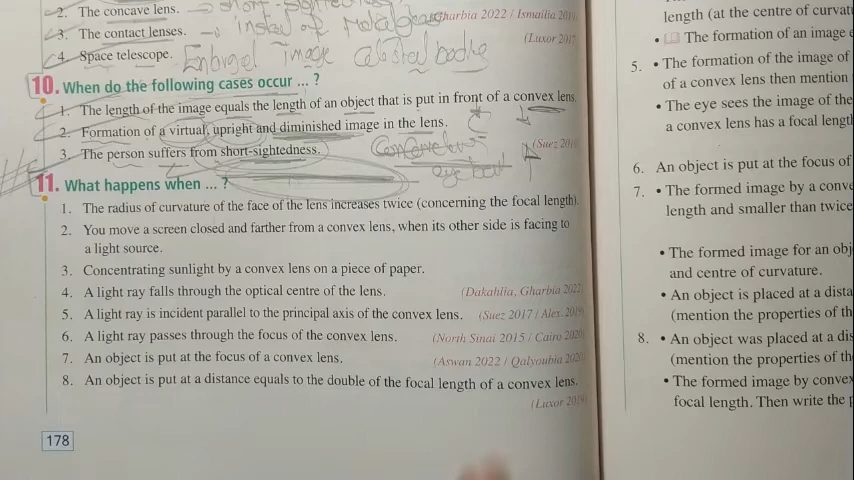 2. The concave lens. → short-sighted
Gharbia 2022 / Ismailia 2019
3. The contact lenses. → instead of
(Luxor 2017
4. Space telescope. Enlarged image celestial bodies
10. When do the following cases occur ... ?
1. The length of the image equals the length of an object that is put in front of a convex lens.
2. Formation of a virtual, upright and diminished image in the lens.
3. The person suffers from short-sightedness.
(Suez 2019
eye ball
11. What happens when ... ?
1. The radius of curvature of the face of the lens increases twice (concerning the focal length).
2. You move a screen closed and farther from a convex lens, when its other side is facing to
a light source.
3. Concentrating sunlight by a convex lens on a piece of paper.
4. A light ray falls through the optical centre of the lens. (Dakahlia, Gharbia 2022
5. A light ray is incident parallel to the principal axis of the convex lens. (Suez 2017 / Alex. 2019)
6. A light ray passes through the focus of the convex lens. (North Sinai 2015 / Cairo 2020)
7. An object is put at the focus of a convex lens. (Aswan 2022 / Qalyoubia 2020
8. An object is put at a distance equals to the double of the focal length of a convex lens.
(Luxor 2019)
178
length (at the centre of
• The formation of an image
5. • The formation of the image of
of a convex lens then mention
• The eye sees the image of the
a convex lens has a focal
6. An object is put at the focus of
7. • The formed image by a
length and smaller than twice
• The formed image for an
and centre of curvature.
• An object is placed at a
(mention the properties of
8. • An object was placed at a
(mention the properties of
• The formed image by convex
focal length. Then write the